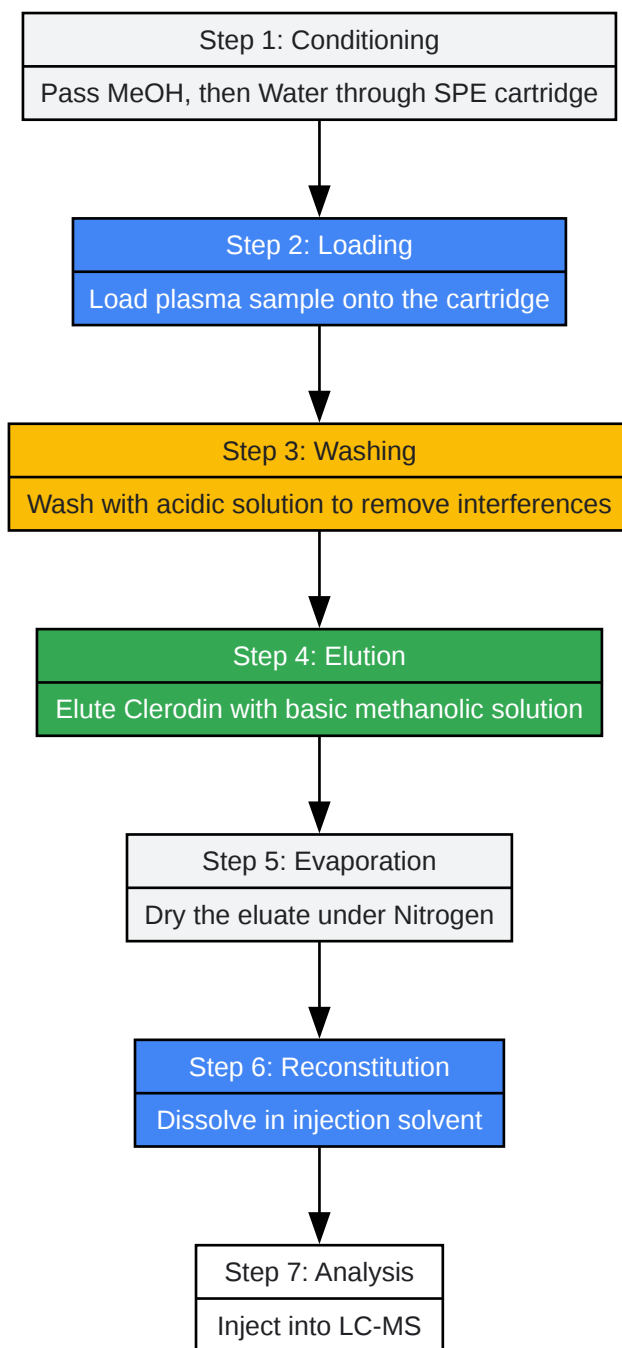 Step 1: Conditioning
Pass MeOH, then Water through SPE cartridge
Step 2: Loading
Load plasma sample onto the cartridge
Step 3: Washing
Wash with acidic solution to remove interferences
Step 4: Elution
Elute Clerodin with basic methanolic solution
Step 5: Evaporation
Dry the eluate under Nitrogen
Step 6: Reconstitution
Dissolve in injection solvent
Step 7: Analysis
Inject into LC-MS